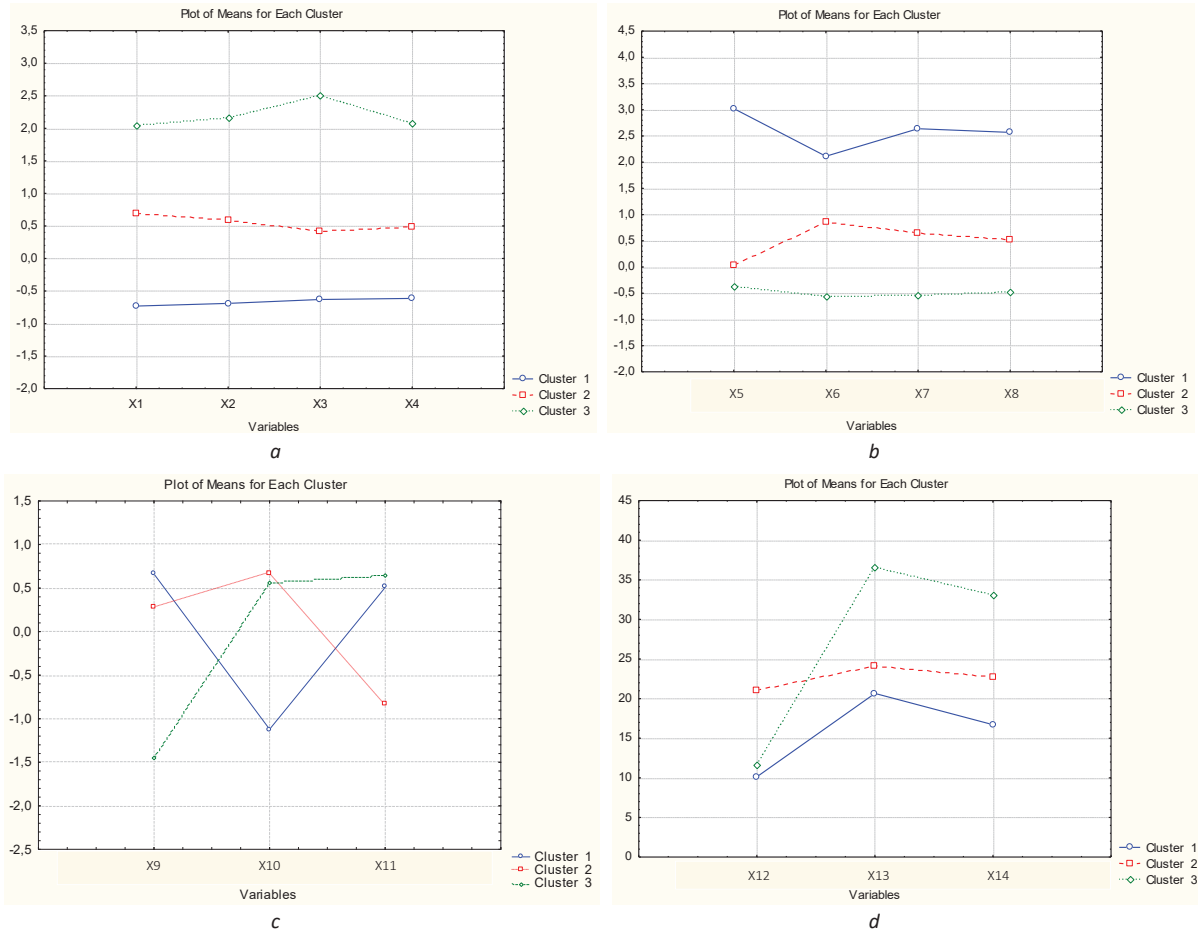 Plot of Means for Each Cluster
3,5
3,0
2,5
2,0
1,5
1,0
0,5
0,0
-0,5
-1,0
-1,5
-2,0
X1 X2 X3 X4
Variables
Cluster 1
Cluster 2
Cluster 3
a
Plot of Means for Each Cluster
4,5
4,0
3,5
3,0
2,5
2,0
1,5
1,0
0,5
0,0
-0,5
-1,0
-1,5
-2,0
X5 X6 X7 X8
Variables
Cluster 1
Cluster 2
Cluster 3
b
Plot of Means for Each Cluster
1,5
1,0
0,5
0,0
-0,5
-1,0
-1,5
-2,0
-2,5
X9 X10 X11
Variables
Cluster 1
Cluster 2
Cluster 3
c
Plot of Means for Each Cluster
45
40
35
30
25
20
15
10
5
0
X12 X13 X14
Variables
Cluster 1
Cluster 2
Cluster 3
d